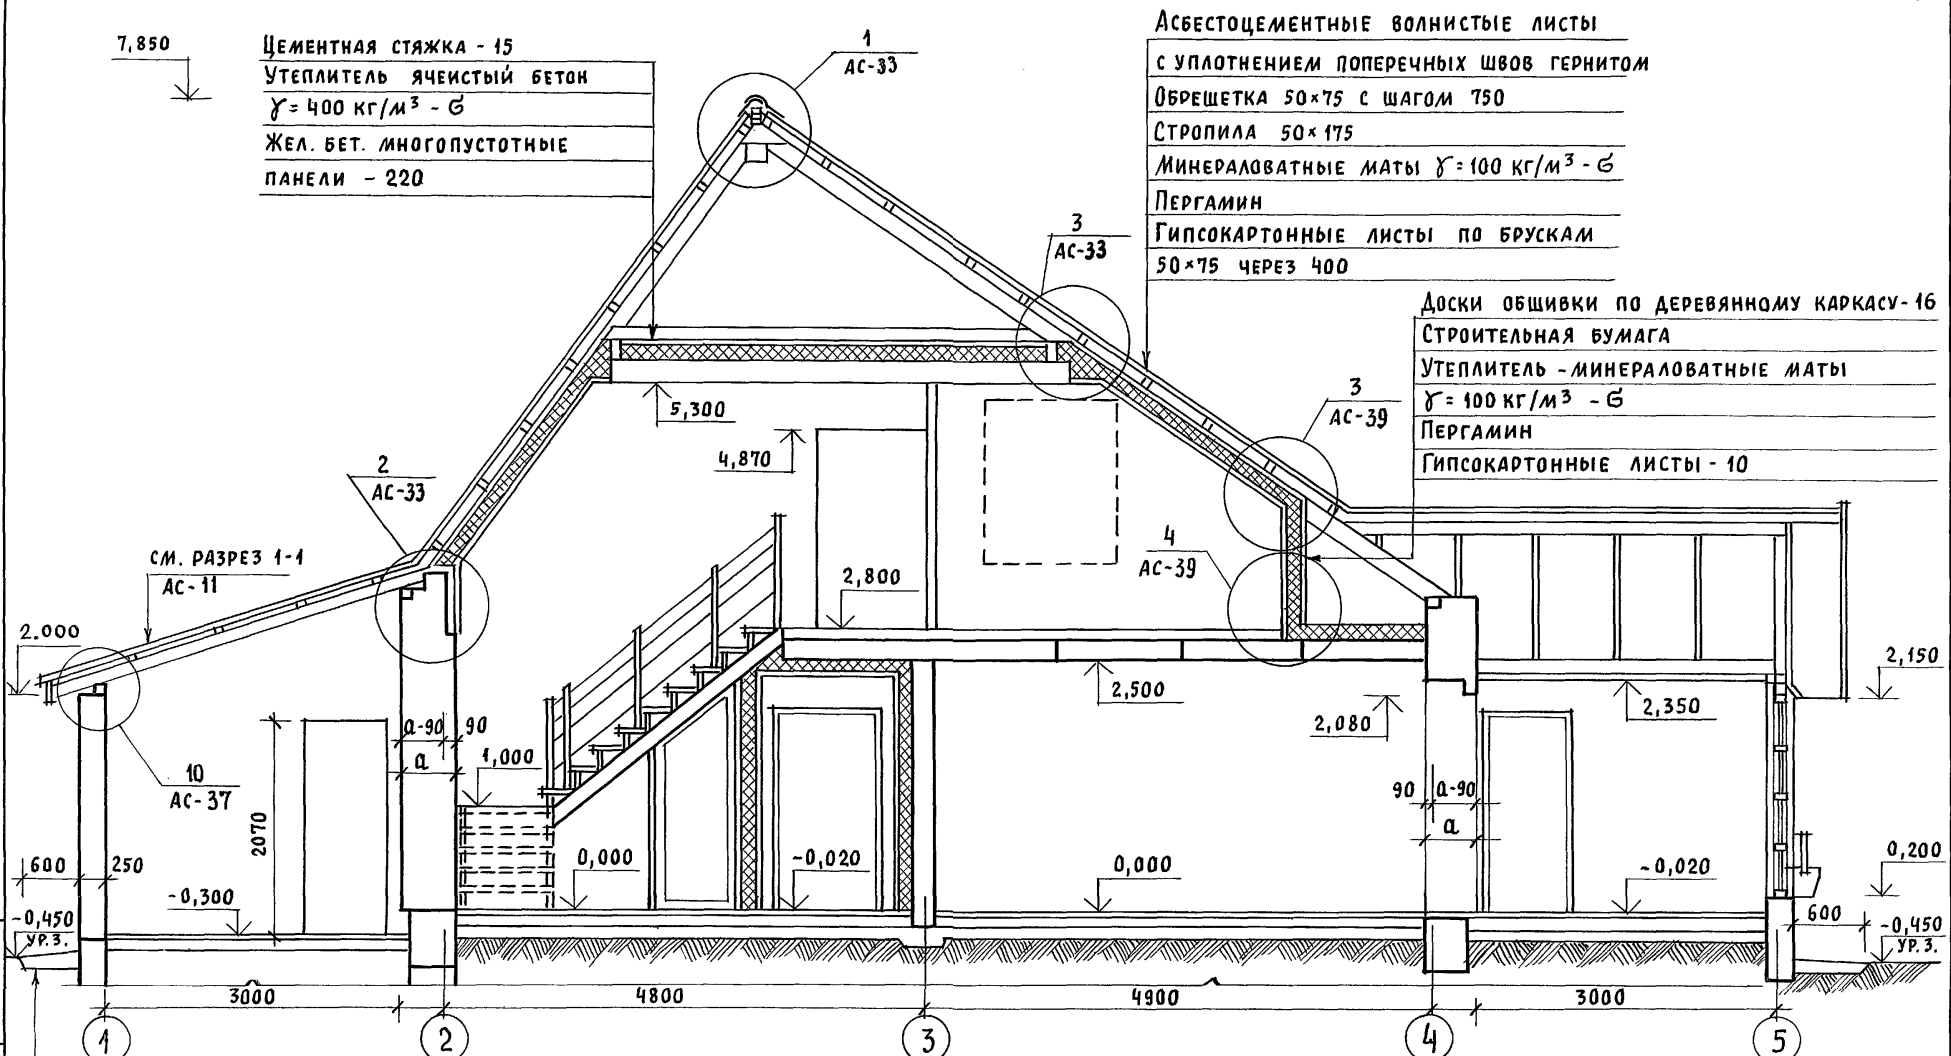 7,850
Цементная стяжка - 15
Утеплитель ячеистый бетон
γ = 400 кг/м³ - б
Жел. бет. многопустотные
панели - 220
1
АС-33
Асбестоцементные волнистые листы
с уплотнением поперечных швов гернитом
Обрешетка 50×75 с шагом 750
Стропила 50×175
Минераловатные маты γ = 100 кг/м³ - б
Пергамин
Гипсокартонные листы по брускам
50×75 через 400
3
АС-33
Доски обшивки по деревянному каркасу - 16
Строительная бумага
Утеплитель - минераловатные маты
γ = 100 кг/м³ - б
Пергамин
Гипсокартонные листы - 10
3
АС-39
5,300
4,870
2
АС-33
4
АС-39
см. разрез 1-1
АС-11
2,800
2.000
2,500
2,080
2,350
2,150
а-90
90
а
1,000
10
АС-37
2070
90
а-90
а
600
250
0,000
-0,020
0,000
-0,020
0,200
-0,300
-0,450
ур.з.
600
-0,450
ур.з.
3000
4800
4900
3000
1
2
3
4
5